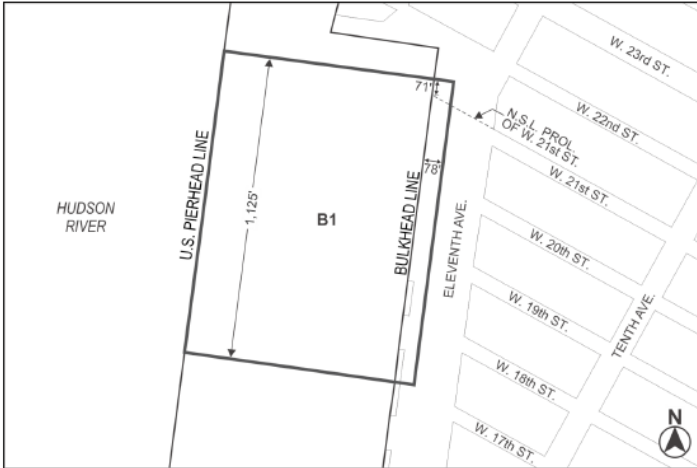 W. 23rd ST.
71'
N.S.L. PROL.
OF W. 21st ST.
W. 22nd ST.
U.S. PIERHEAD LINE
1,125'
BULKHEAD LINE
78'
W. 21st ST.
HUDSON
RIVER
B1
ELEVENTH AVE.
W. 20th ST.
W. 19th ST.
TENTH AVE.
W. 18th ST.
W. 17th ST.
N